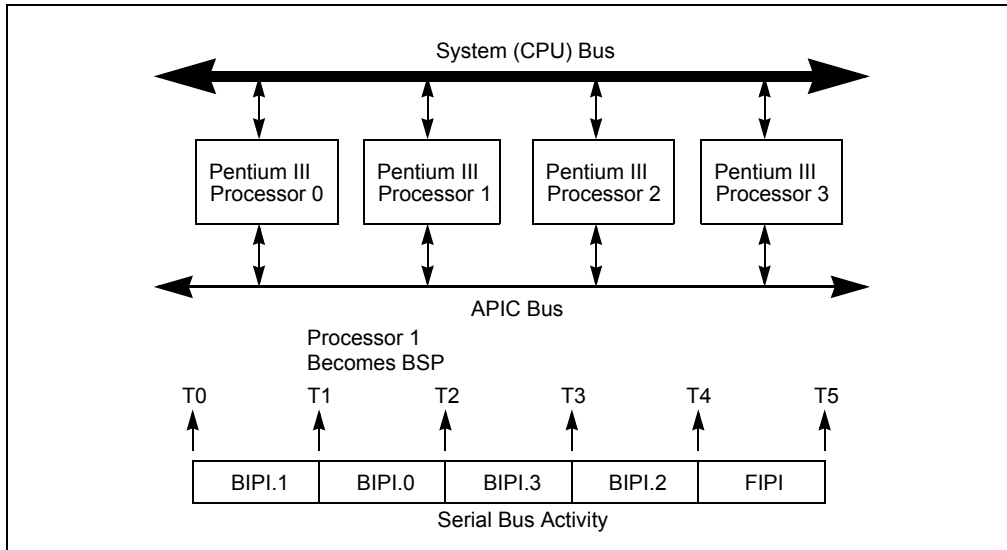 System (CPU) Bus
Pentium III
Processor 0
Pentium III
Processor 1
Pentium III
Processor 2
Pentium III
Processor 3
APIC Bus
Processor 1
Becomes BSP
T0 T1 T2 T3 T4 T5
BIPI.1 BIPI.0 BIPI.3 BIPI.2 FIPI
Serial Bus Activity